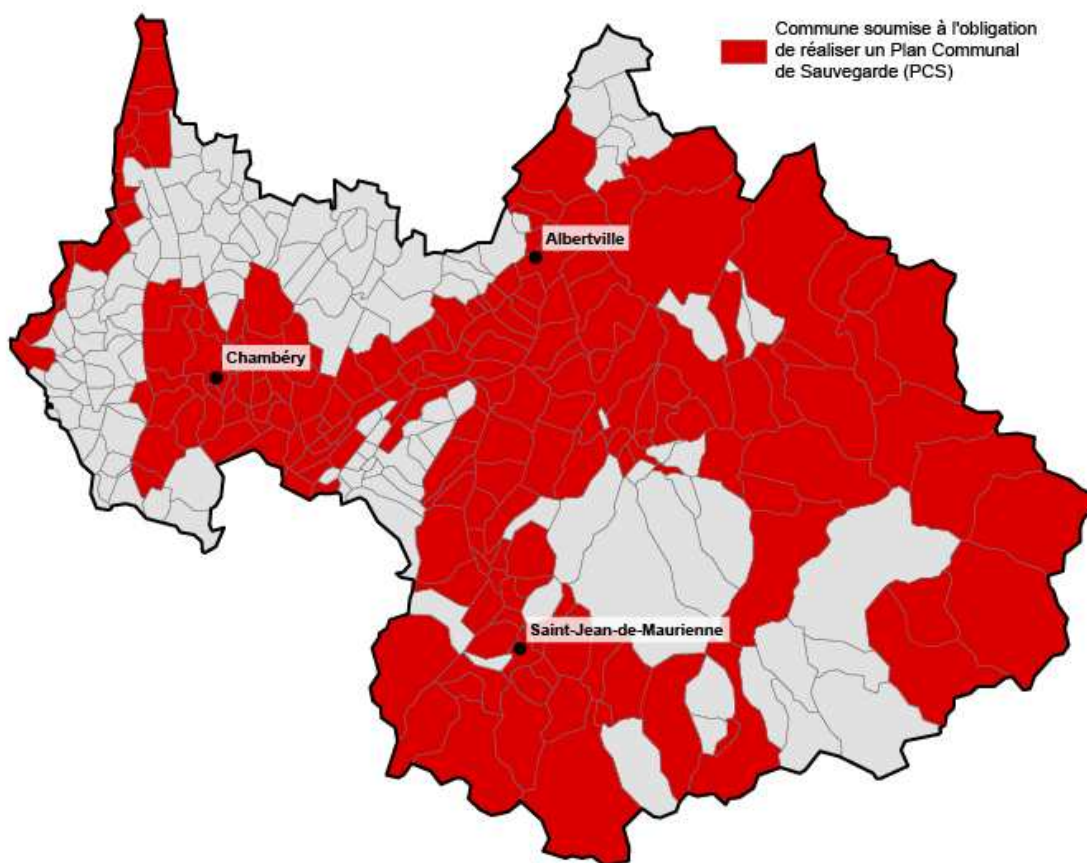 Commune soumise à l'obligation
de réaliser un Plan Communal
de Sauvegarde (PCS)
Albertville
Chambéry
Saint-Jean-de-Maurienne